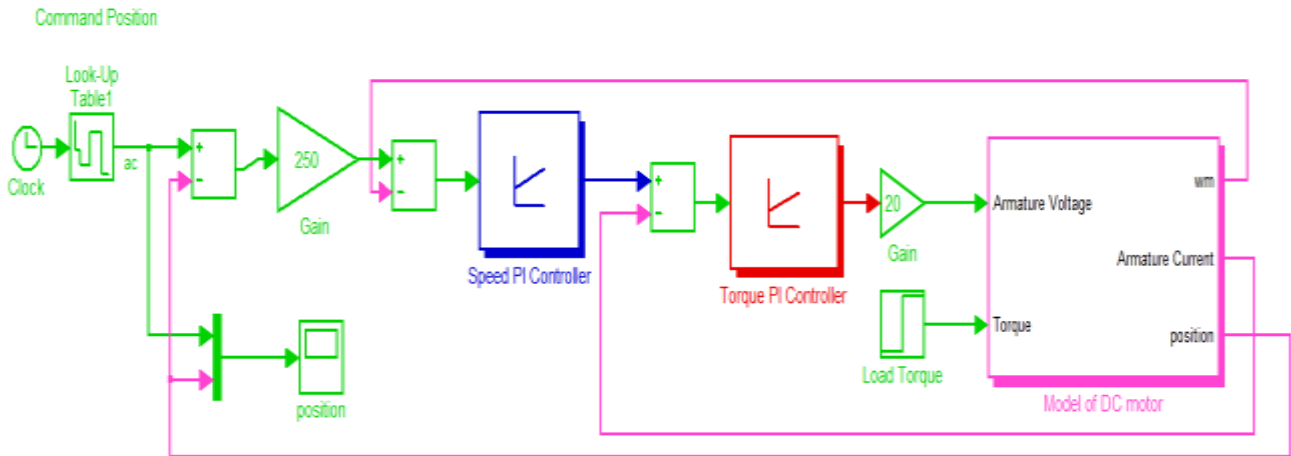 Command Position
Look-Up
Table1
Clock
ac
+
-
250
Gain
+
-
Speed PI Controller
+
-
Torque PI Controller
20
Gain
Load Torque
Armature Voltage
Torque
wm
Armature Current
position
Model of DC motor
position